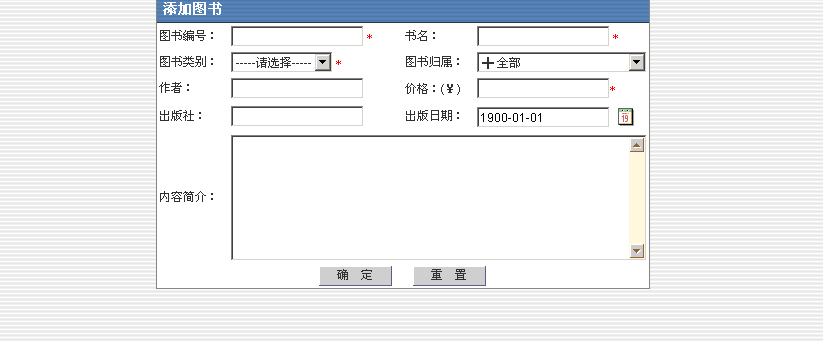 添加图书
图书编号： * 书名： *
图书类别： -----请选择----- * 图书归属： 十全部
作者： 价格：(￥) *
出版社： 出版日期： 1900-01-01 19
内容简介：
确 定 重 置